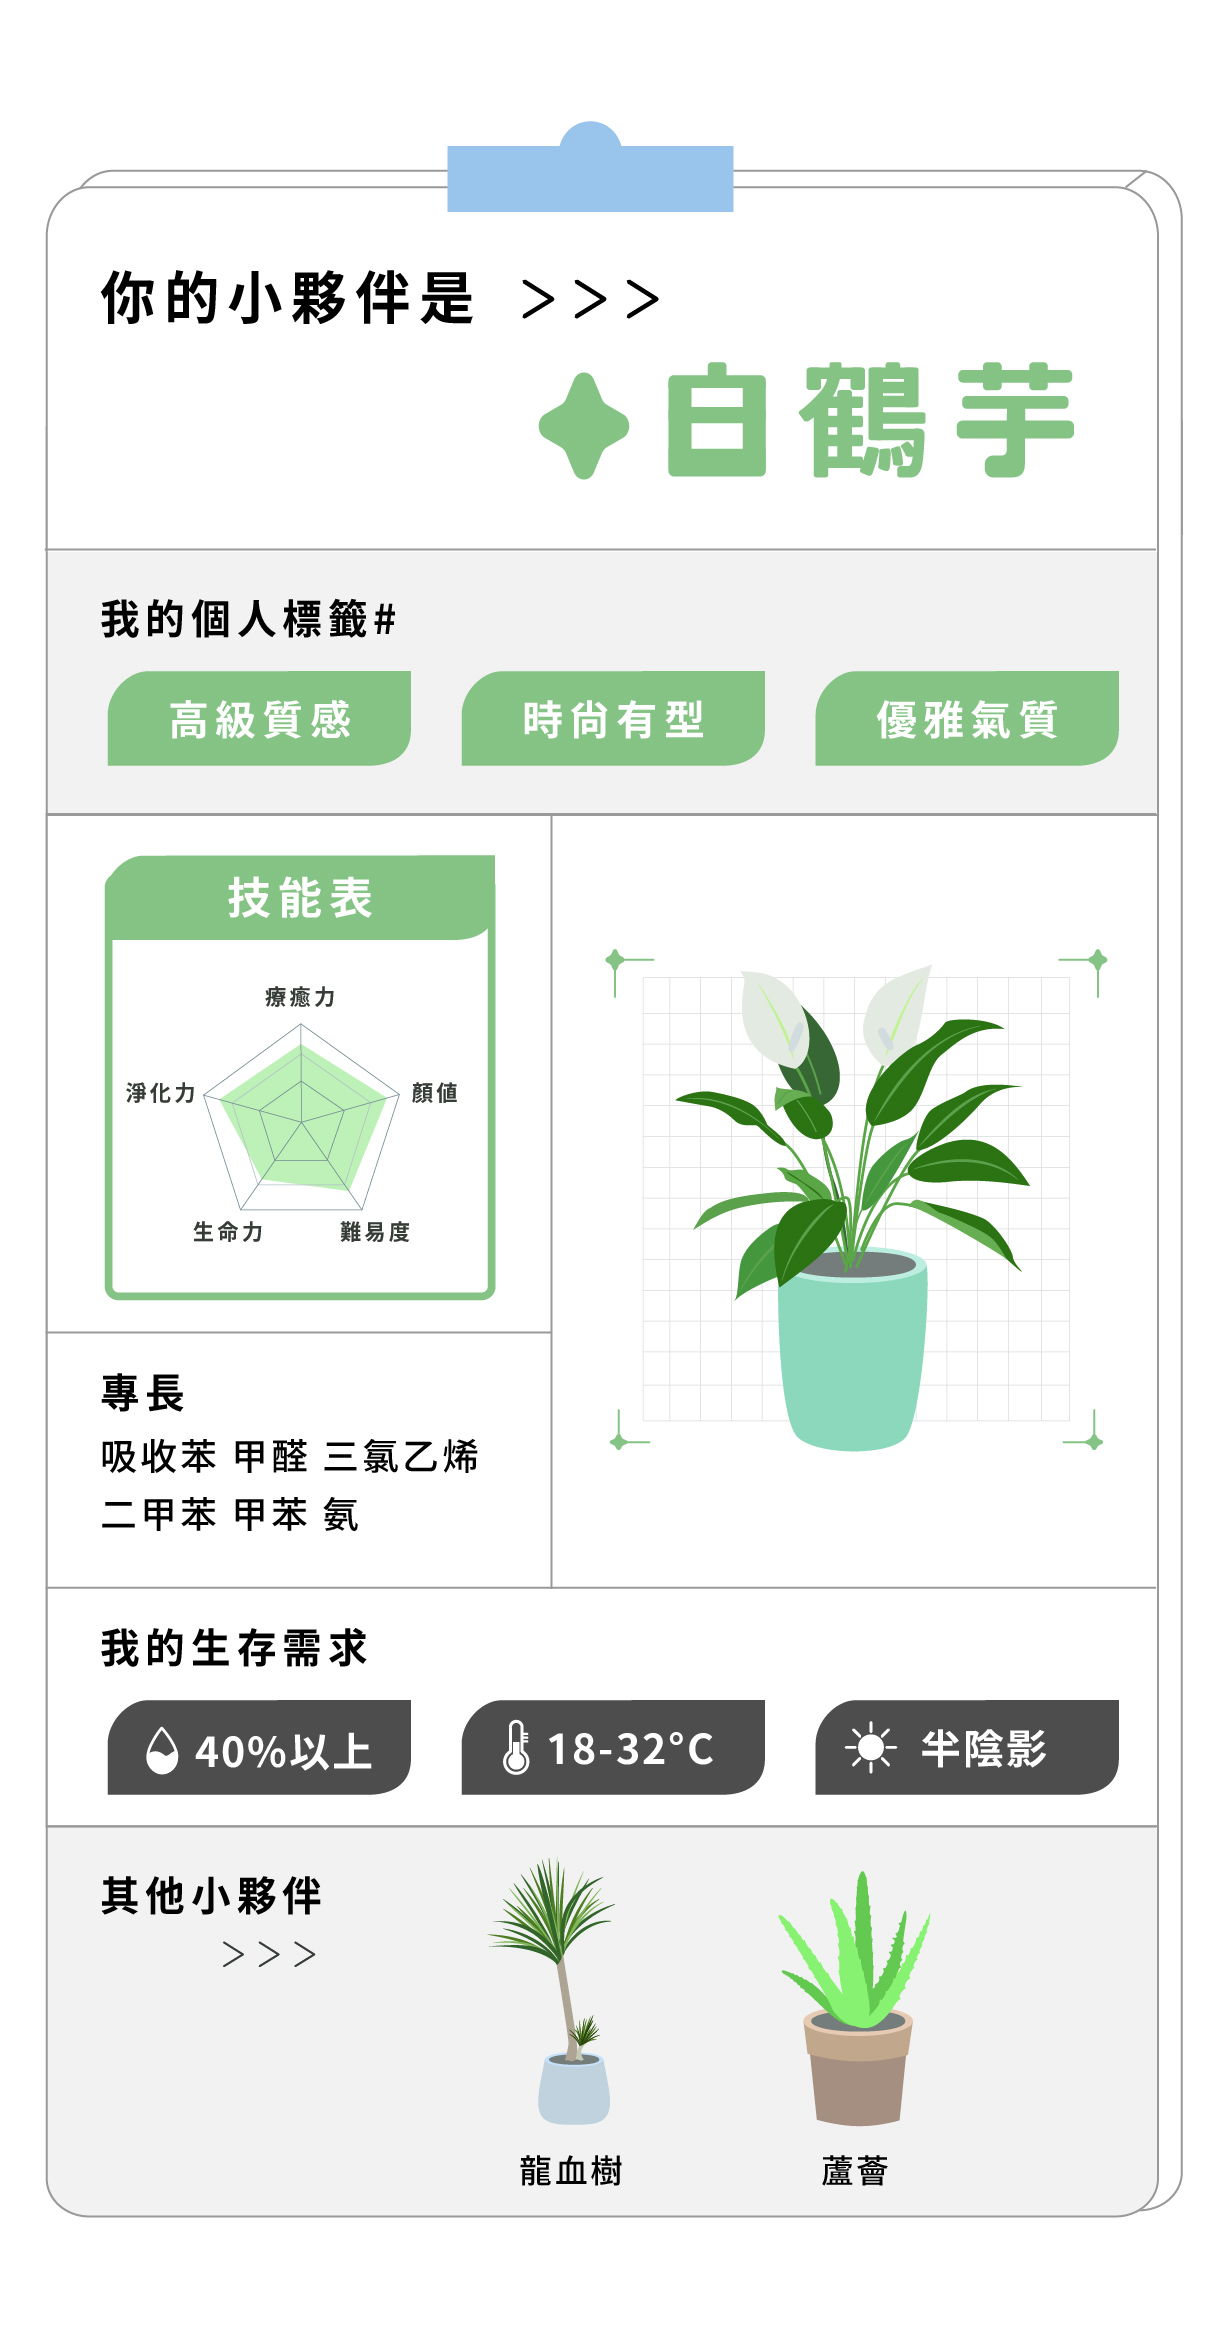 你的小夥伴是 >>>
白鶴芋
我的個人標籤#
高級質感 時尚有型 優雅氣質
技能表
療癒力
淨化力 顏值
生命力 難易度
專長
吸收苯 甲醛 三氯乙烯
二甲苯 甲苯 氨
我的生存需求
40%以上 18-32°C 半陰影
其他小夥伴
>>>
龍血樹 蘆薈